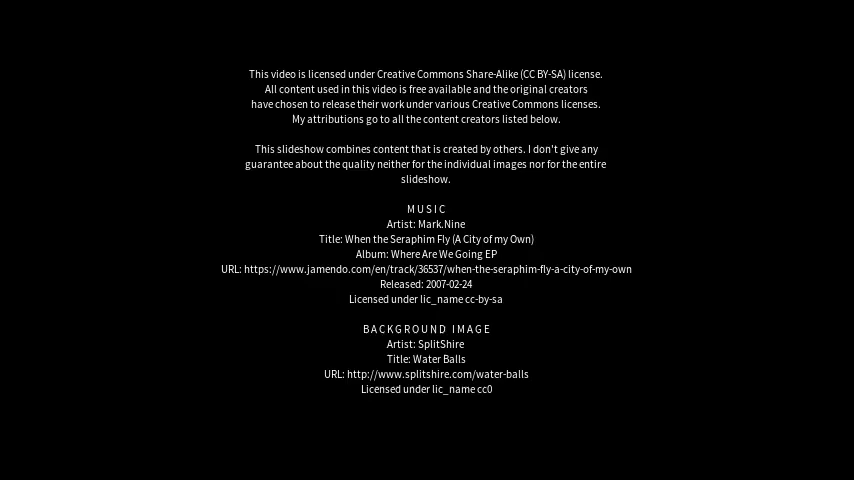 This video is licensed under Creative Commons Share-Alike (CC BY-SA) license.
All content used in this video is free available and the original creators
have chosen to release their work under various Creative Commons licenses.
My attributions go to all the content creators listed below.
This slideshow combines content that is created by others. I don't give any
guarantee about the quality neither for the individual images nor for the entire
slideshow.
MUSIC
Artist: Mark.Nine
Title: When the Seraphim Fly (A City of my Own)
Album: Where Are We Going EP
URL: https://www.jamendo.com/en/track/36537/when-the-seraphim-fly-a-city-of-my-own
Released: 2007-02-24
Licensed under lic_name cc-by-sa
BACKGROUND IMAGE
Artist: SplitShire
Title: Water Balls
URL: http://www.splitshire.com/water-balls
Licensed under lic_name cc0